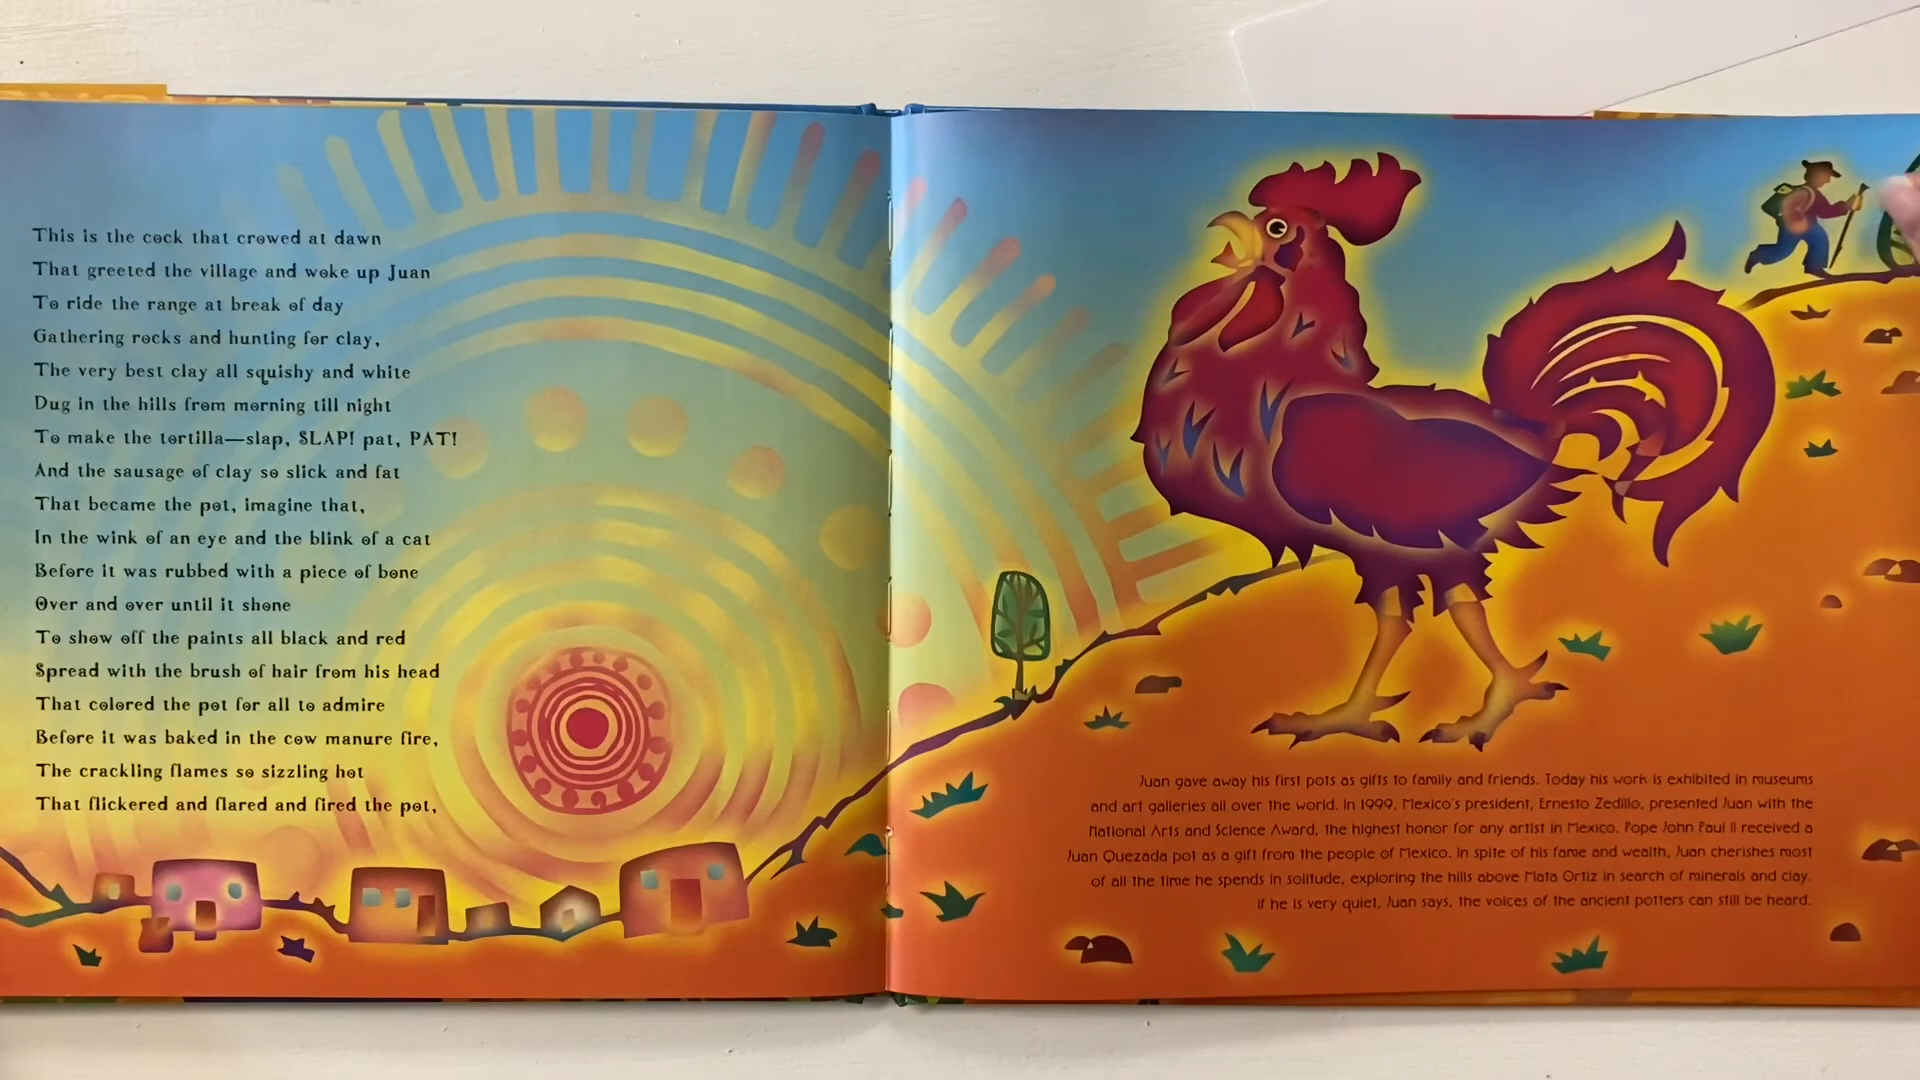 This is the cock that crowed at dawn
That greeted the village and woke up Juan
To ride the range at break of day
Gathering rocks and hunting for clay,
The very best clay all squishy and white
Dug in the hills from morning till night
To make the tortilla—slap, SLAP! pat, PAT!
And the sausage of clay so slick and fat
That became the pot, imagine that,
In the wink of an eye and the blink of a cat
Before it was rubbed with a piece of bone
Over and over until it shone
To show off the paints all black and red
Spread with the brush of hair from his head
That colored the pot for all to admire
Before it was baked in the cow manure fire,
The crackling flames so sizzling hot
That flickered and flared and fired the pot,
Juan gave away his first pots as gifts to family and friends. Today his work is exhibited in museums
and art galleries all over the world. In 1999, Mexico's president, Ernesto Zedillo, presented Juan with the
National Arts and Science Award, the highest honor for any artist in Mexico. Pope John Paul II received a
Juan Quezada pot as a gift from the people of Mexico. In spite of his fame and wealth, Juan cherishes most
of all the time he spends in solitude, exploring the hills above Mata Ortiz in search of minerals and clay.
If he is very quiet, Juan says, the voices of the ancient potters can still be heard.